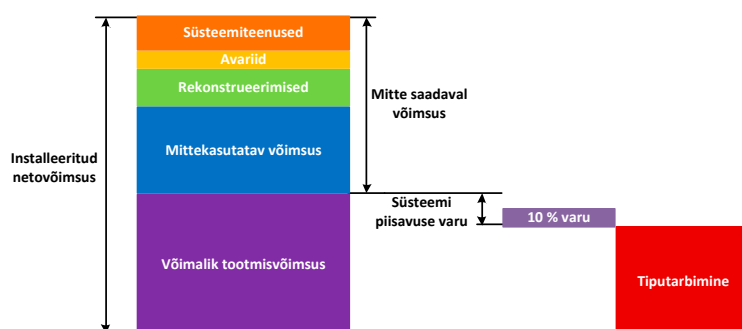 Süsteemiteenused
Avariid
Rekonstrueerimised
Mitte saadaval
võimsus
Mittekasutatav võimsus
Installeeritud
netovõimsus
Süsteemi
piisavuse varu
10 % varu
Võimalik tootmisvõimsus
Tiputarbimine